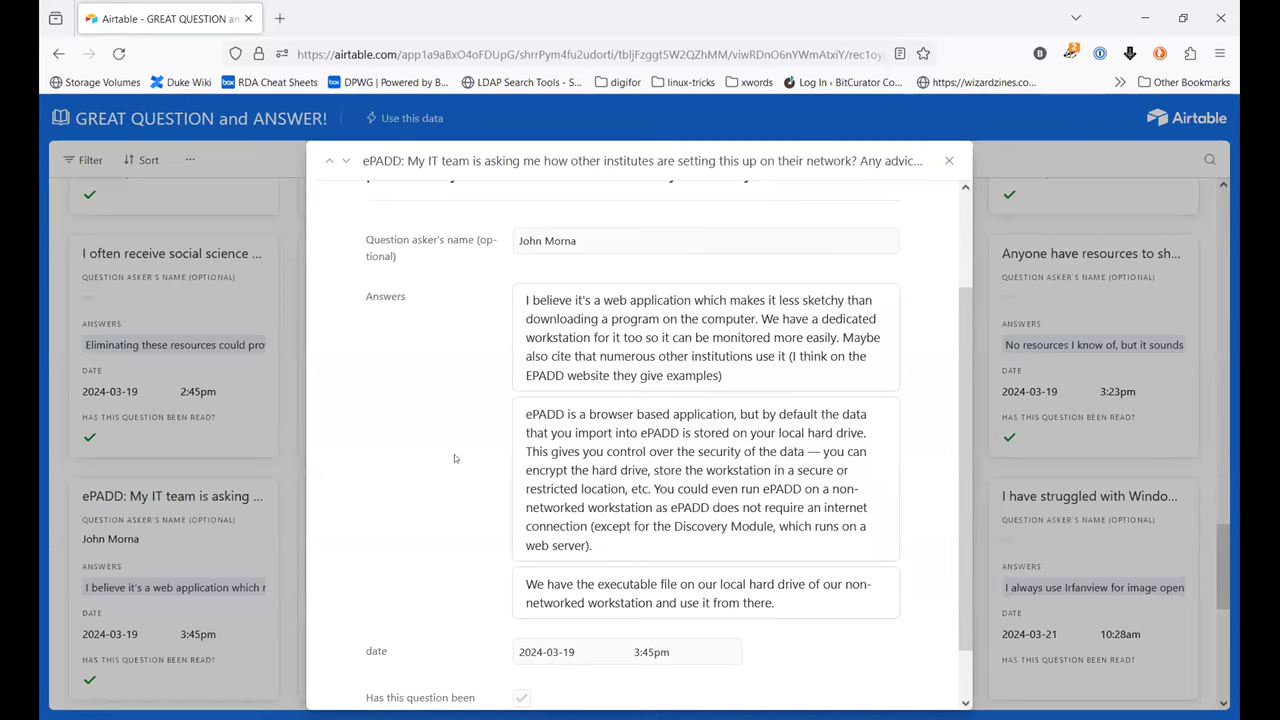 Airtable - GREAT QUESTION an
https://airtable.com/app1a9aBxO4oFDUpG/shrrPym4fu2udorti/tbljFzggt5W2QZhMM/viwRDnO6nYWmAtxiY/rec1oy
2
Storage Volumes
Duke Wiki
RDA Cheat Sheets
DPWG | Powered by B...
LDAP Search Tools - S...
digifor
linux-tricks
xwords
Log In ‹ BitCurator Co...
https://wizardzines.co...
Other Bookmarks
GREAT QUESTION and ANSWER!
Use this data
Airtable
Filter
Sort
...
ePADD: My IT team is asking me how other institutes are setting this up on their network? Any advic...
I often receive social science ...
QUESTION ASKER'S NAME (OPTIONAL)
ANSWERS
Eliminating these resources could pro
DATE
2024-03-19 2:45pm
HAS THIS QUESTION BEEN READ?
ePADD: My IT team is asking ...
QUESTION ASKER'S NAME (OPTIONAL)
John Morna
ANSWERS
I believe it's a web application which r
DATE
2024-03-19 3:45pm
HAS THIS QUESTION BEEN READ?
Question asker's name (op-
tional)
John Morna
Answers
I believe it's a web application which makes it less sketchy than
downloading a program on the computer. We have a dedicated
workstation for it too so it can be monitored more easily. Maybe
also cite that numerous other institutions use it (I think on the
EPADD website they give examples)
ePADD is a browser based application, but by default the data
that you import into ePADD is stored on your local hard drive.
This gives you control over the security of the data — you can
encrypt the hard drive, store the workstation in a secure or
restricted location, etc. You could even run ePADD on a non-
networked workstation as ePADD does not require an internet
connection (except for the Discovery Module, which runs on a
web server).
We have the executable file on our local hard drive of our non-
networked workstation and use it from there.
date
2024-03-19 3:45pm
Has this question been
Anyone have resources to sh...
QUESTION ASKER'S NAME (OPTIONAL)
ANSWERS
No resources I know of, but it sounds
DATE
2024-03-19 3:23pm
HAS THIS QUESTION BEEN READ?
I have struggled with Windo...
QUESTION ASKER'S NAME (OPTIONAL)
ANSWERS
I always use Irfanview for image open
DATE
2024-03-21 10:28am
HAS THIS QUESTION BEEN READ?